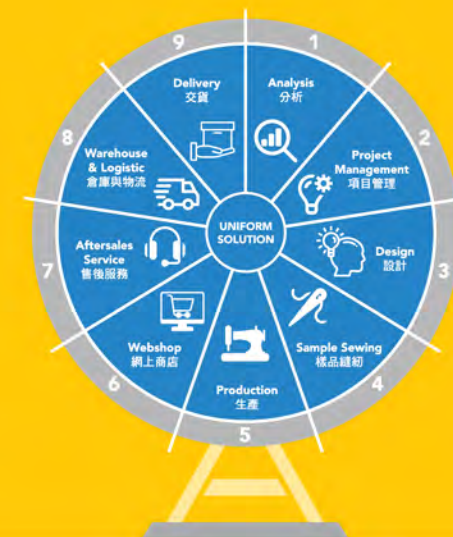 UNIFORM
SOLUTION
1
Analysis
分析
2
Project
Management
項目管理
3
Design
設計
4
Sample Sewing
樣品縫紉
5
Production
生產
6
Webshop
網上商店
7
Aftersales
Service
售後服務
8
Warehouse
& Logistic
倉庫與物流
9
Delivery
交貨